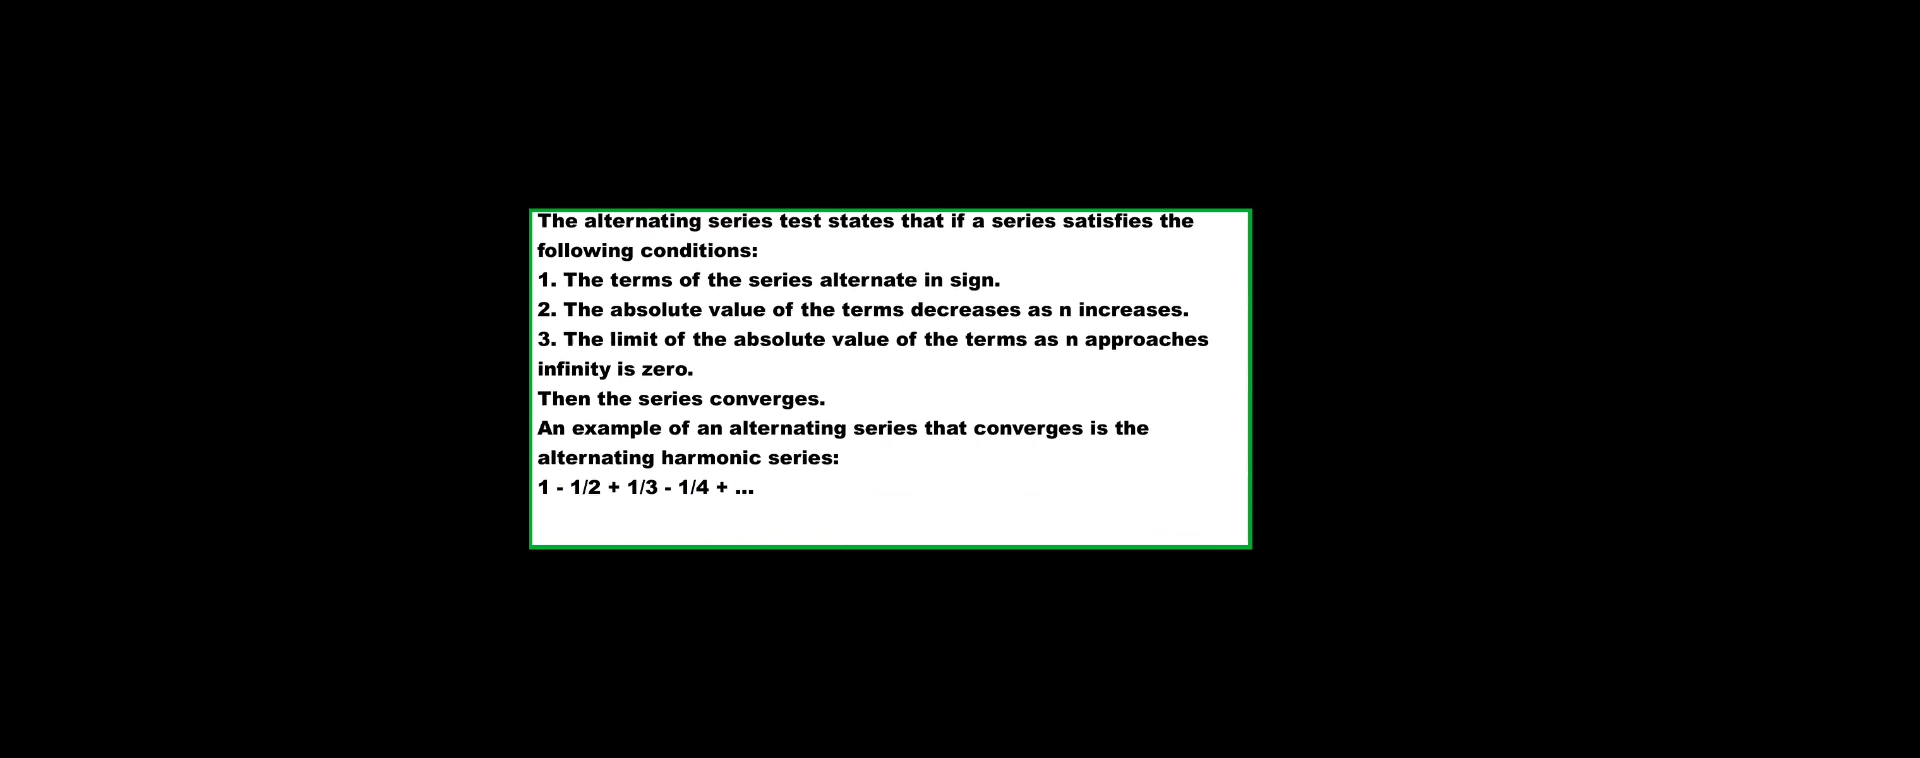 The alternating series test states that if a series satisfies the
following conditions:
1. The terms of the series alternate in sign.
2. The absolute value of the terms decreases as n increases.
3. The limit of the absolute value of the terms as n approaches
infinity is zero.
Then the series converges.
An example of an alternating series that converges is the
alternating harmonic series:
1 - 1/2 + 1/3 - 1/4 + ...